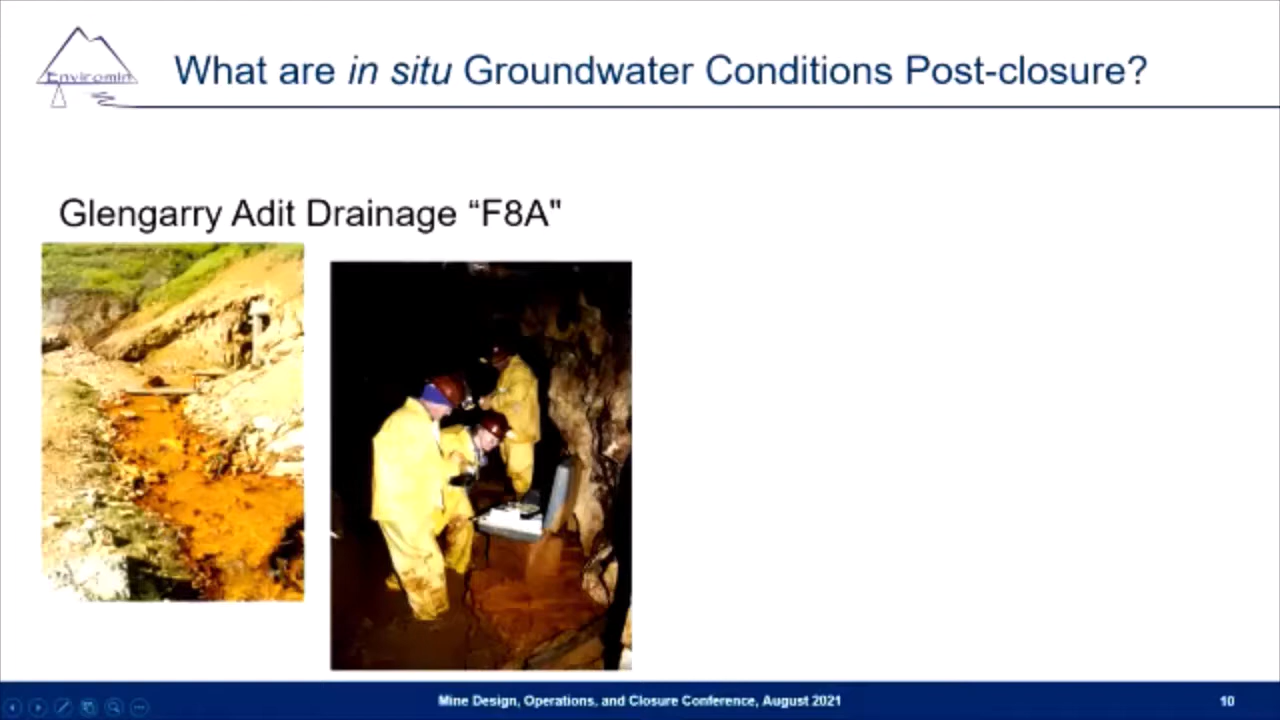 Enviromin
What are in situ Groundwater Conditions Post-closure?
Glengarry Adit Drainage “F8A"
Mine Design, Operations, and Closure Conference, August 2021
10